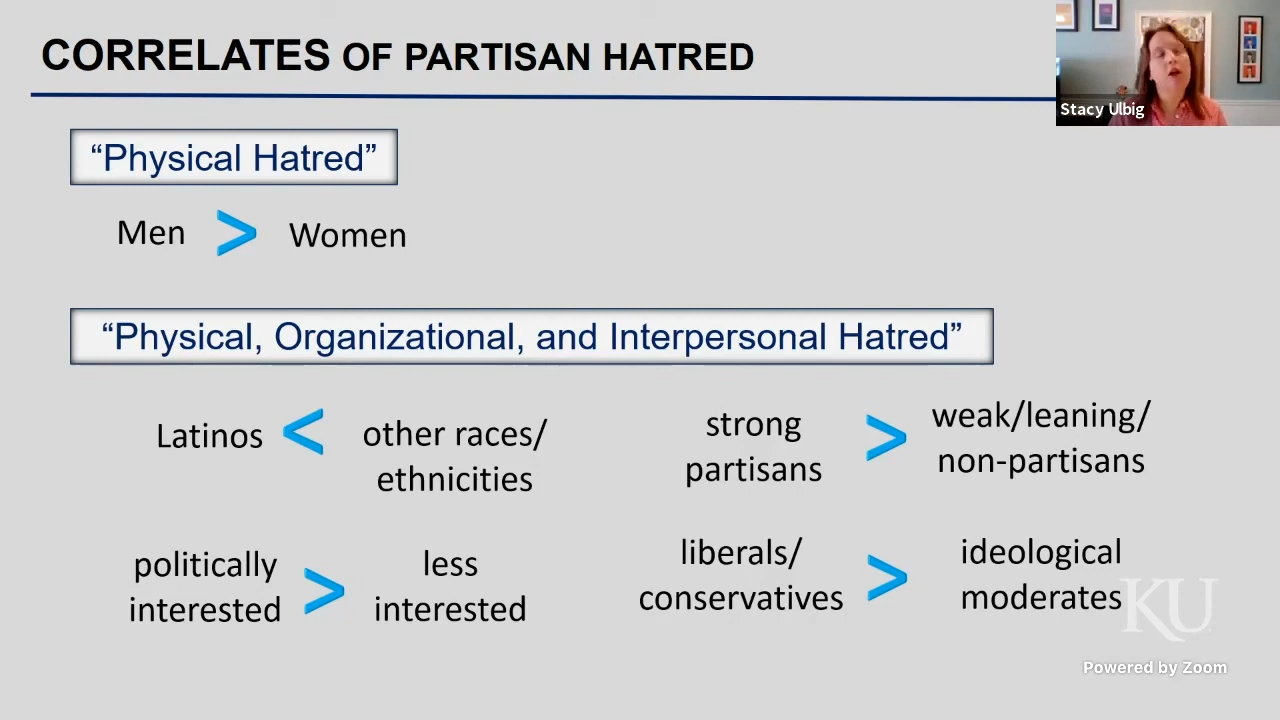 CORRELATES OF PARTISAN HATRED
Stacy Ulbig
“Physical Hatred”
Men > Women
“Physical, Organizational, and Interpersonal Hatred”
Latinos < other races/
ethnicities
strong
partisans
>
weak/leaning/
non-partisans
politically
interested
>
less
interested
liberals/
conservatives
>
ideological
moderates
KU
Powered by Zoom